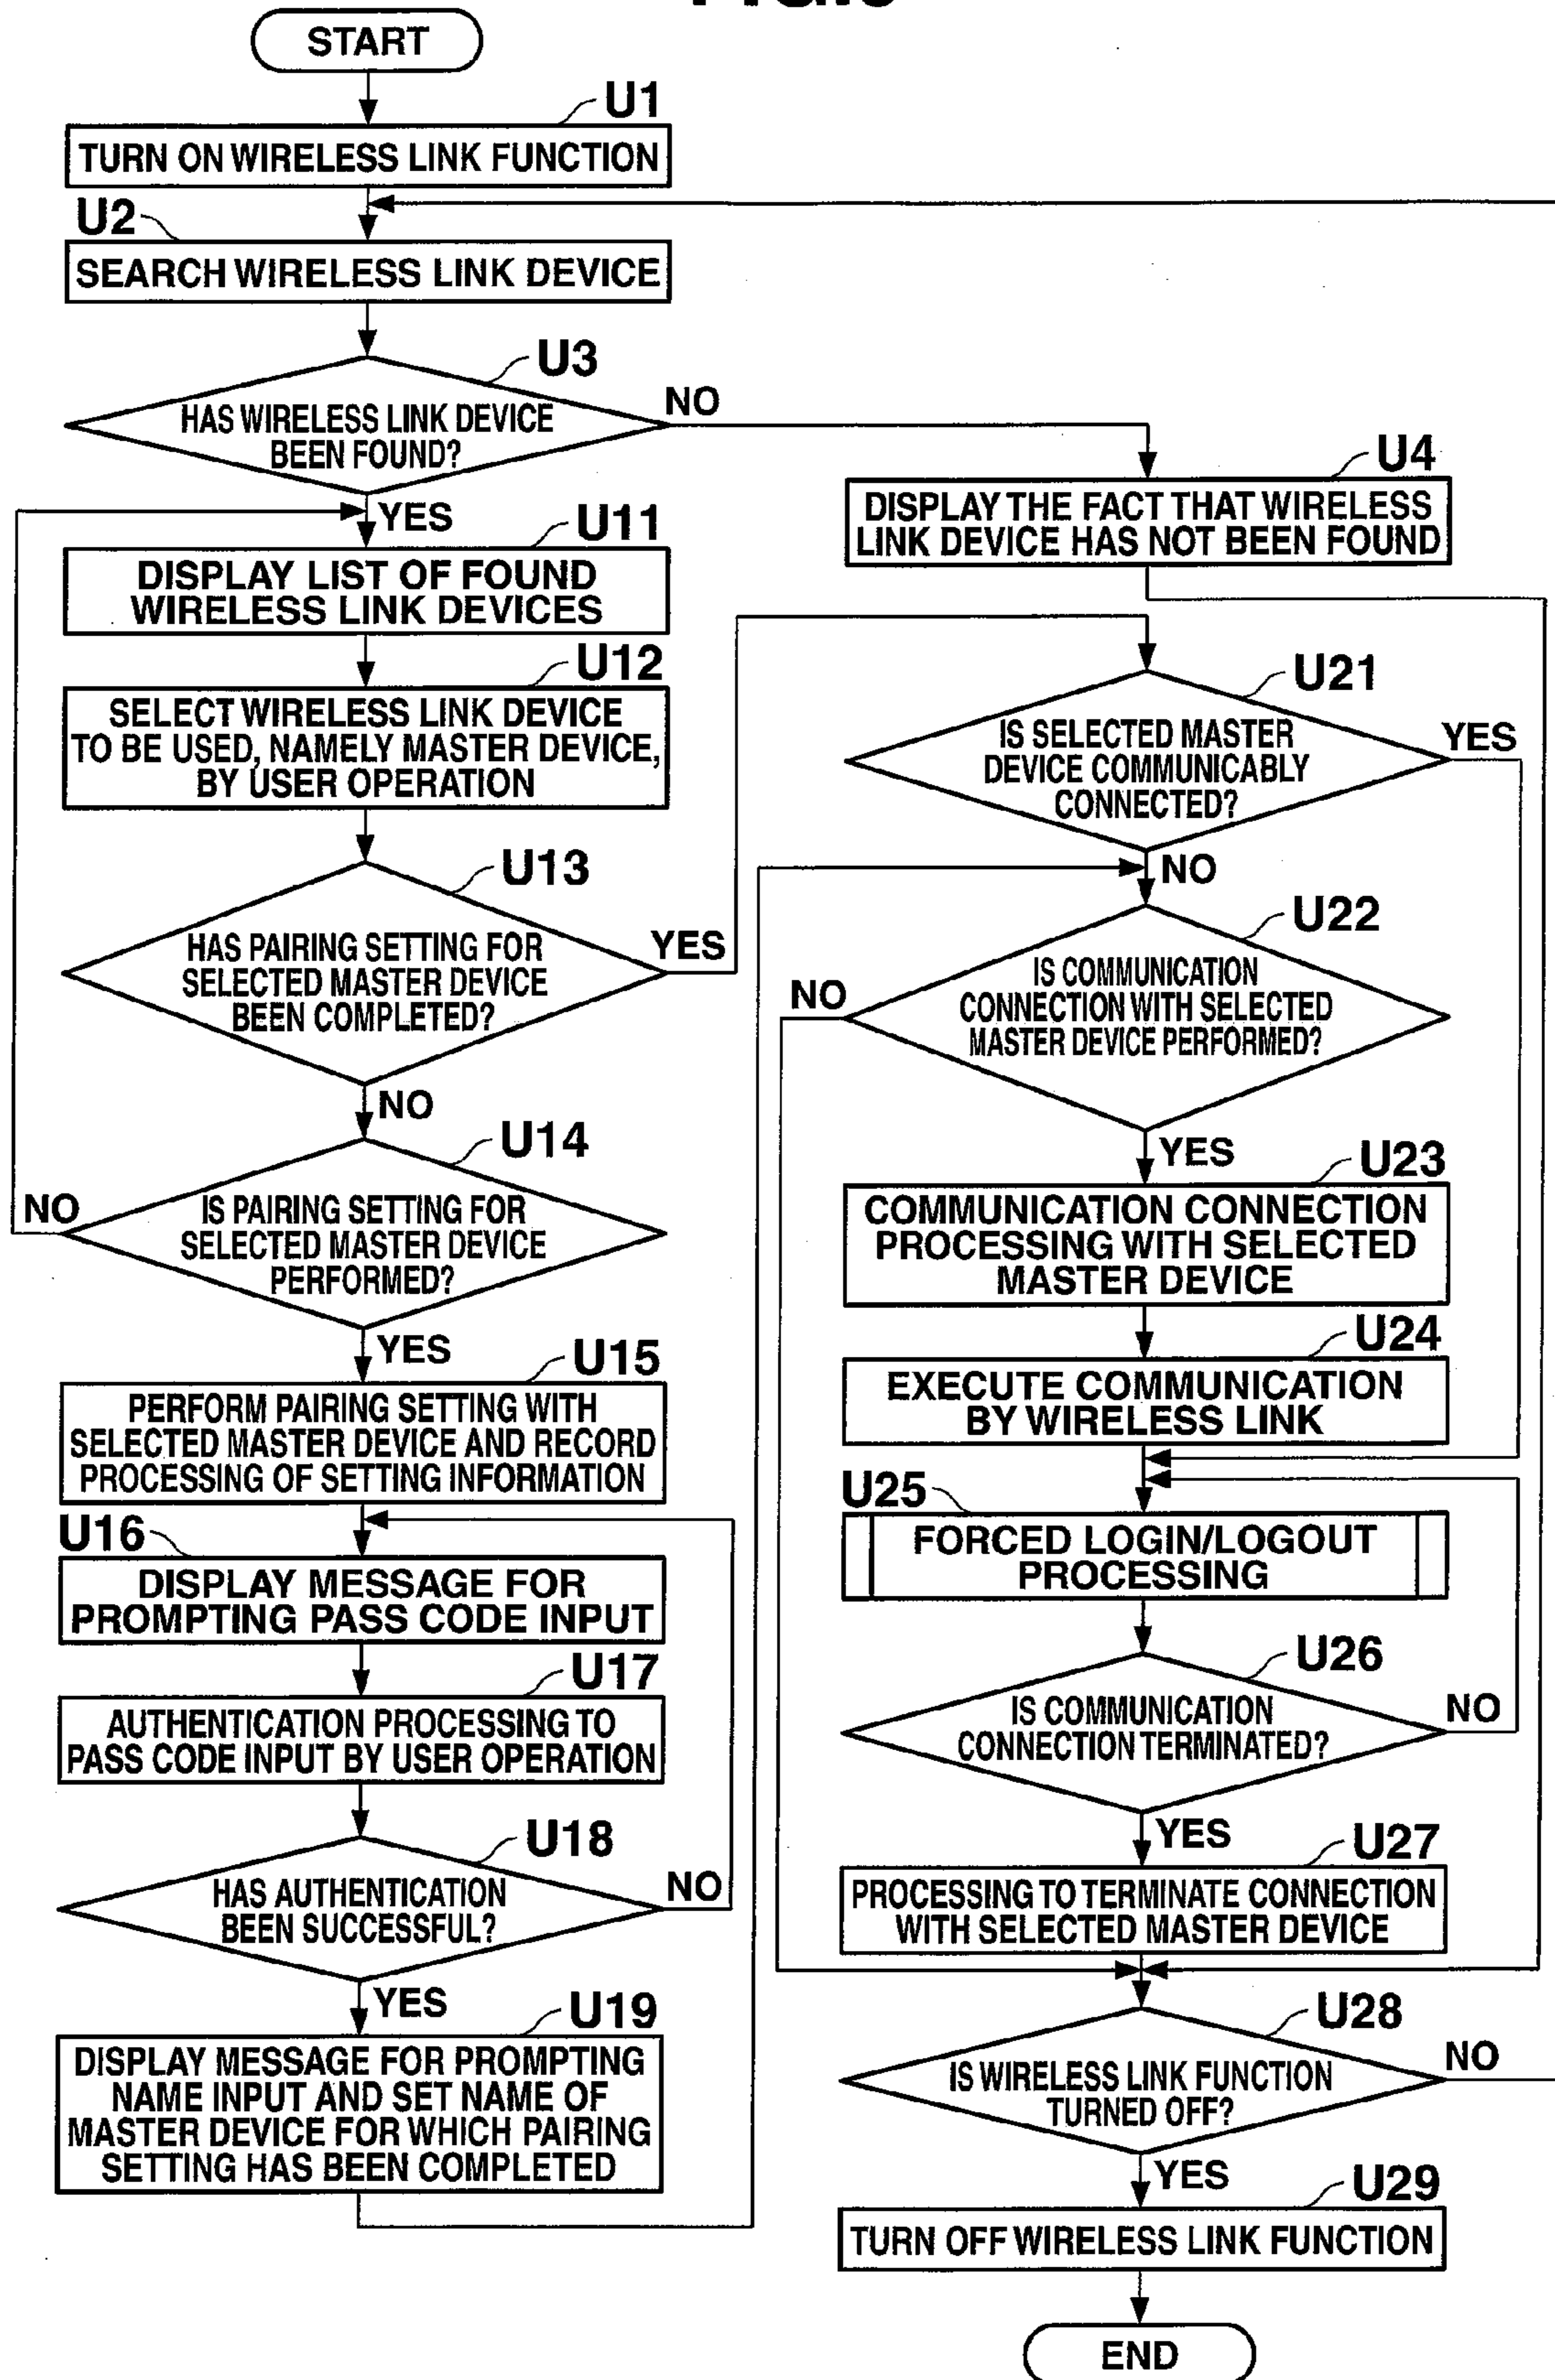 START
U1
TURN ON WIRELESS LINK FUNCTION
U2
SEARCH WIRELESS LINK DEVICE
U3
HAS WIRELESS LINK DEVICE
BEEN FOUND?
NO
YES
U4
DISPLAY THE FACT THAT WIRELESS
LINK DEVICE HAS NOT BEEN FOUND
U11
DISPLAY LIST OF FOUND
WIRELESS LINK DEVICES
U12
SELECT WIRELESS LINK DEVICE
TO BE USED, NAMELY MASTER DEVICE,
BY USER OPERATION
U13
HAS PAIRING SETTING FOR
SELECTED MASTER DEVICE
BEEN COMPLETED?
YES
NO
U14
IS PAIRING SETTING FOR
SELECTED MASTER DEVICE
PERFORMED?
NO
YES
U15
PERFORM PAIRING SETTING WITH
SELECTED MASTER DEVICE AND RECORD
PROCESSING OF SETTING INFORMATION
U16
DISPLAY MESSAGE FOR
PROMPTING PASS CODE INPUT
U17
AUTHENTICATION PROCESSING TO
PASS CODE INPUT BY USER OPERATION
U18
HAS AUTHENTICATION
BEEN SUCCESSFUL?
NO
YES
U19
DISPLAY MESSAGE FOR PROMPTING
NAME INPUT AND SET NAME OF
MASTER DEVICE FOR WHICH PAIRING
SETTING HAS BEEN COMPLETED
U21
IS SELECTED MASTER
DEVICE COMMUNICABLY
CONNECTED?
YES
NO
U22
IS COMMUNICATION
CONNECTION WITH SELECTED
MASTER DEVICE PERFORMED?
NO
YES
U23
COMMUNICATION CONNECTION
PROCESSING WITH SELECTED
MASTER DEVICE
U24
EXECUTE COMMUNICATION
BY WIRELESS LINK
U25
FORCED LOGIN/LOGOUT
PROCESSING
U26
IS COMMUNICATION
CONNECTION TERMINATED?
NO
YES
U27
PROCESSING TO TERMINATE CONNECTION
WITH SELECTED MASTER DEVICE
U28
IS WIRELESS LINK FUNCTION
TURNED OFF?
NO
YES
U29
TURN OFF WIRELESS LINK FUNCTION
END